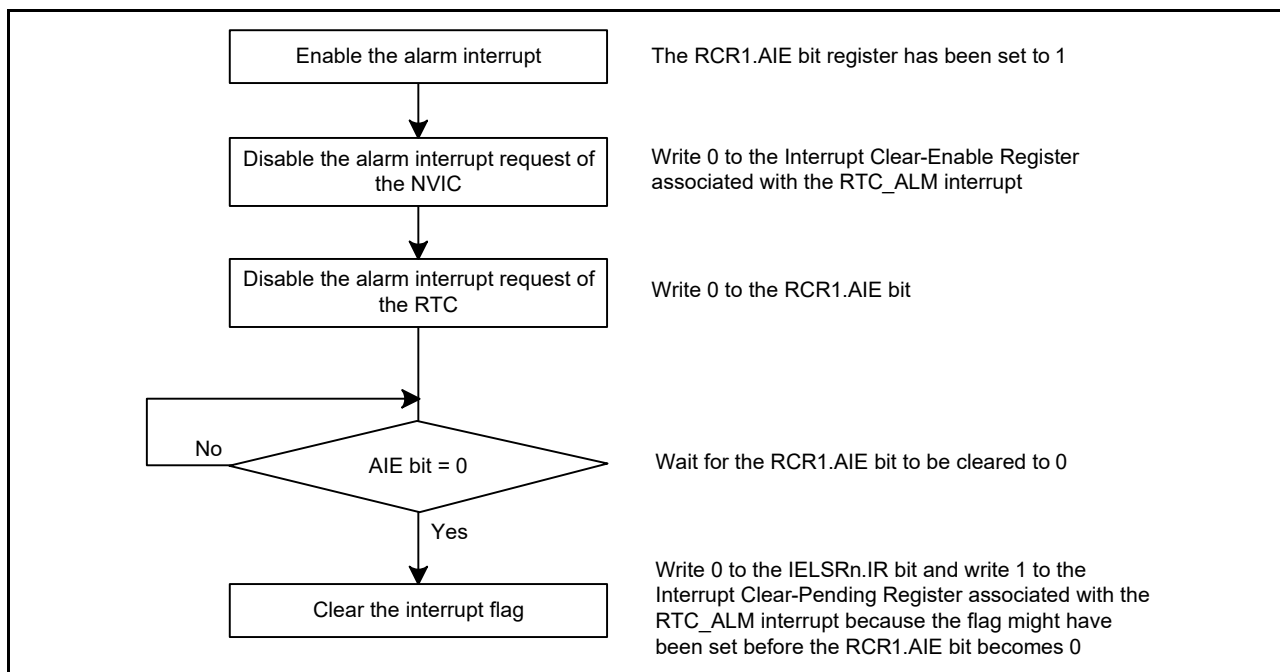 Enable the alarm interrupt
The RCR1.AIE bit register has been set to 1
Disable the alarm interrupt request of
the NVIC
Write 0 to the Interrupt Clear-Enable Register
associated with the RTC_ALM interrupt
Disable the alarm interrupt request of
the RTC
Write 0 to the RCR1.AIE bit
No
AIE bit = 0
Wait for the RCR1.AIE bit to be cleared to 0
Yes
Clear the interrupt flag
Write 0 to the IELSRn.IR bit and write 1 to the
Interrupt Clear-Pending Register associated with the
RTC_ALM interrupt because the flag might have
been set before the RCR1.AIE bit becomes 0